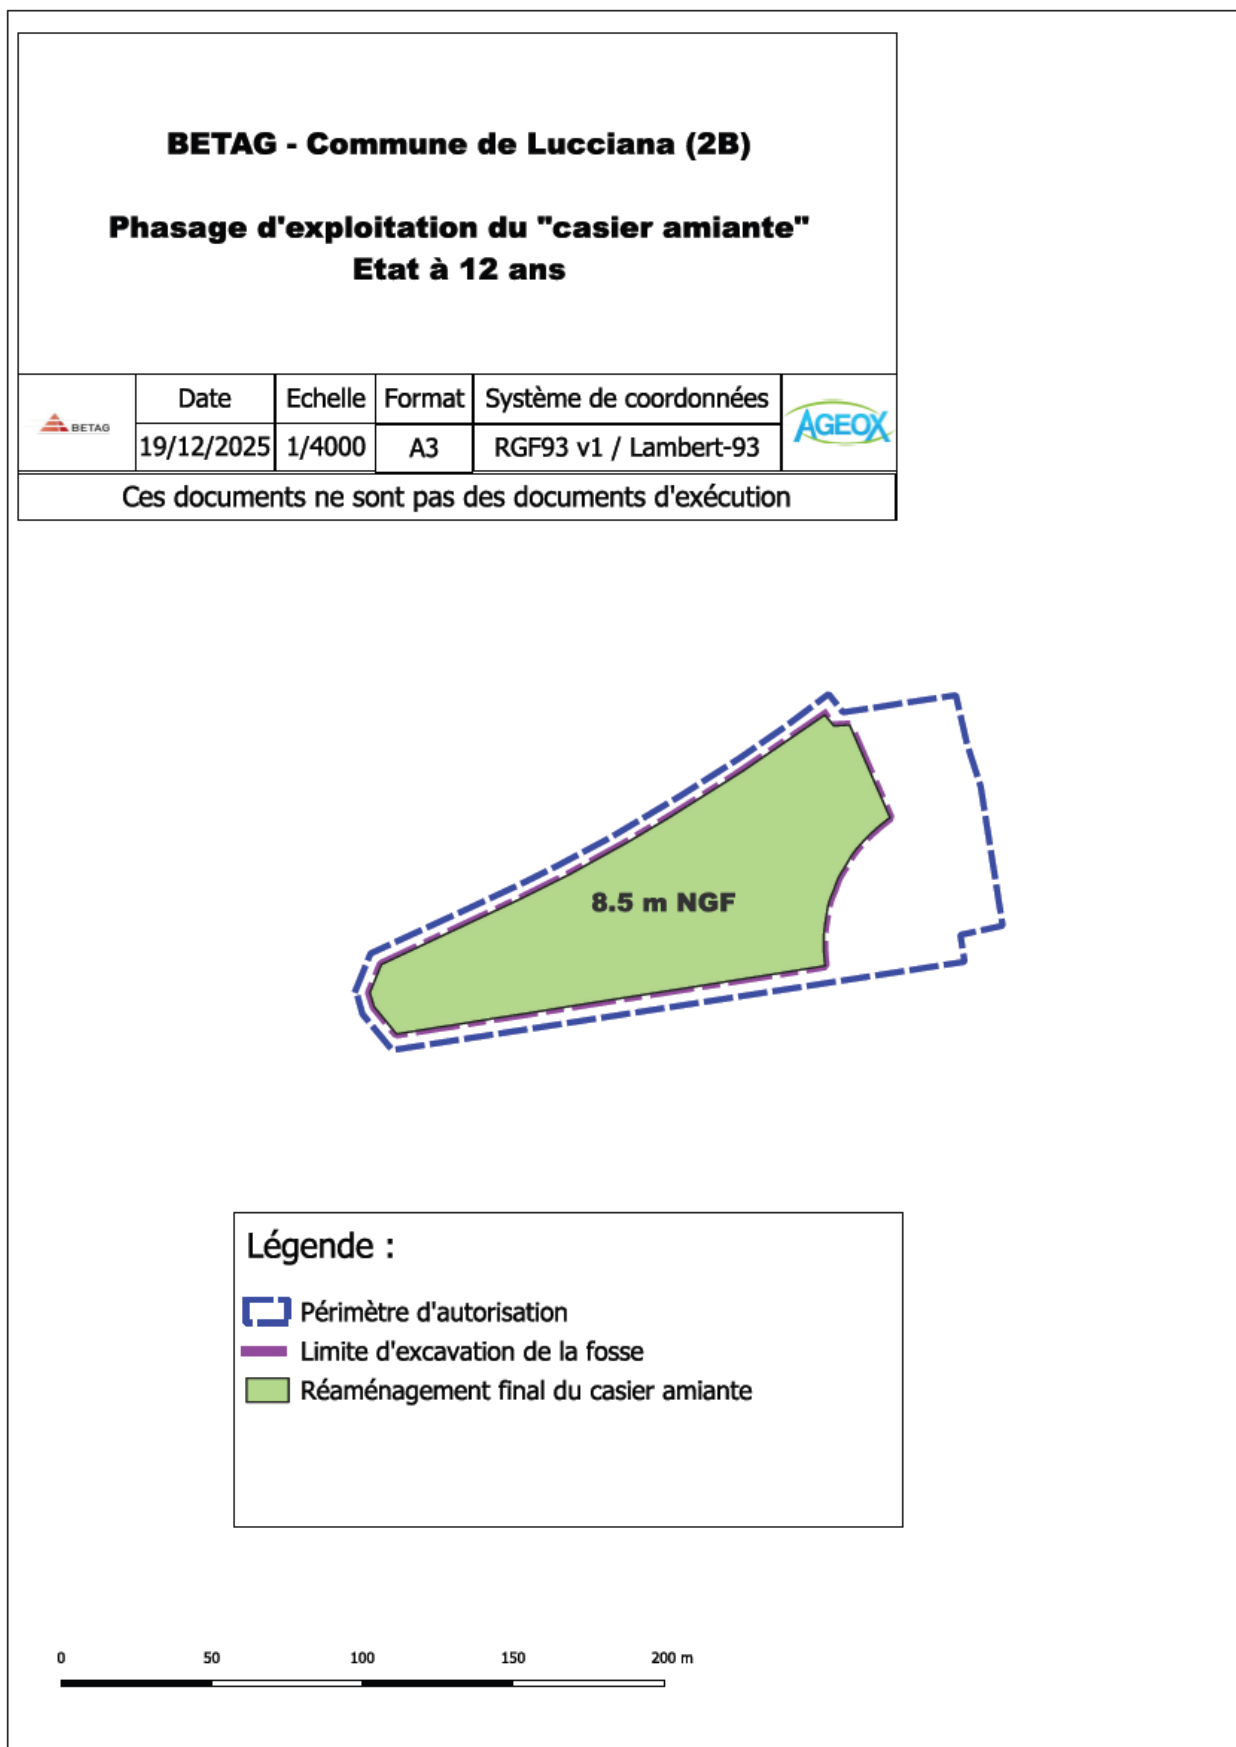 BETAG - Commune de Lucciana (2B)
Phasage d'exploitation du "casier amiante"
Etat à 12 ans
BETAG
Date
Echelle
Format
Système de coordonnées
AGEOX
19/12/2025
1/4000
A3
RGF93 v1 / Lambert-93
Ces documents ne sont pas des documents d'exécution
8.5 m NGF
Légende :
Périmètre d'autorisation
Limite d'excavation de la fosse
Réaménagement final du casier amiante
0 50 100 150 200 m